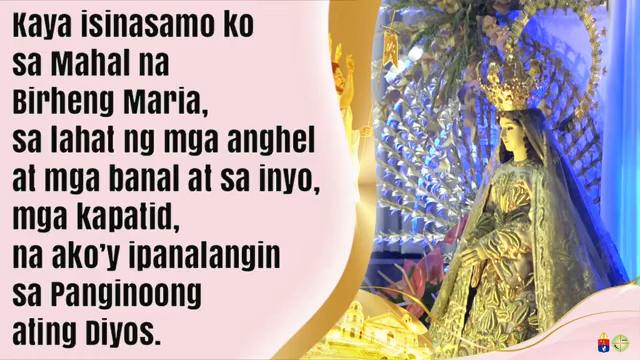 Kaya isinasamo ko
sa Mahal na
Birheng Maria,
sa lahat ng mga anghel
at mga banal at sa inyo,
mga kapatid,
na ako'y ipanalangin
sa Panginoong
ating Diyos.